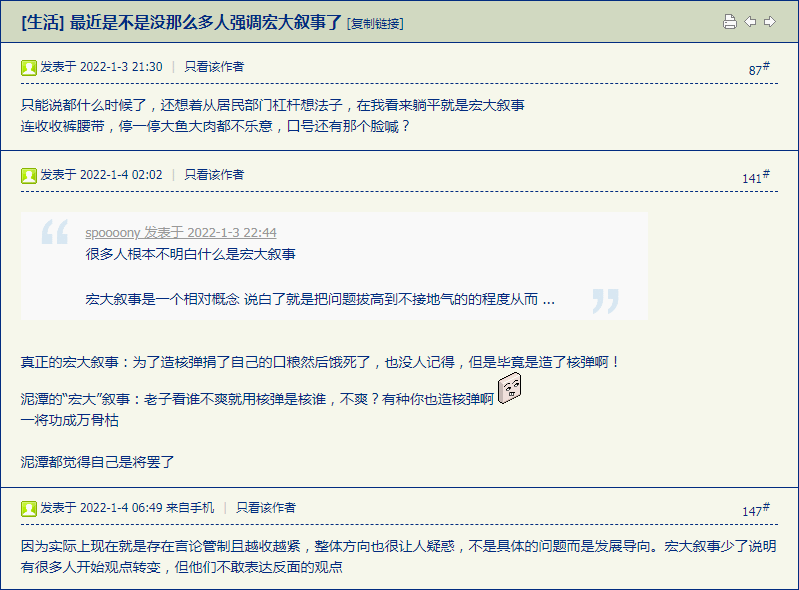 [生活] 最近是不是没那么多人强调宏大叙事了 [复制链接]
发表于 2022-1-3 21:30 | 只看该作者 87#
只能说都什么时候了，还想着从居民部门杠杆想法子，在我看来躺平就是宏大叙事
连收收裤腰带，停一停大鱼大肉都不乐意，口号还有那个脸喊？
发表于 2022-1-4 02:02 | 只看该作者 141#
spoooony 发表于 2022-1-3 22:44
很多人根本不明白什么是宏大叙事
宏大叙事是一个相对概念 说白了就是把问题拔高到不接地气的的程度从而 ...
真正的宏大叙事：为了造核弹捐了自己的口粮然后饿死了，也没人记得，但是毕竟是造了核弹啊！
泥潭的“宏大”叙事：老子看谁不爽就用核弹是核谁，不爽？有种你也造核弹啊
一将功成万骨枯
泥潭都觉得自己是将罢了
发表于 2022-1-4 06:49 来自手机 | 只看该作者 147#
因为实际上现在就是存在言论管制且越收越紧，整体方向也很让人疑惑，不是具体的问题而是发展导向。宏大叙事少了说明
有很多人开始观点转变，但他们不敢表达反面的观点